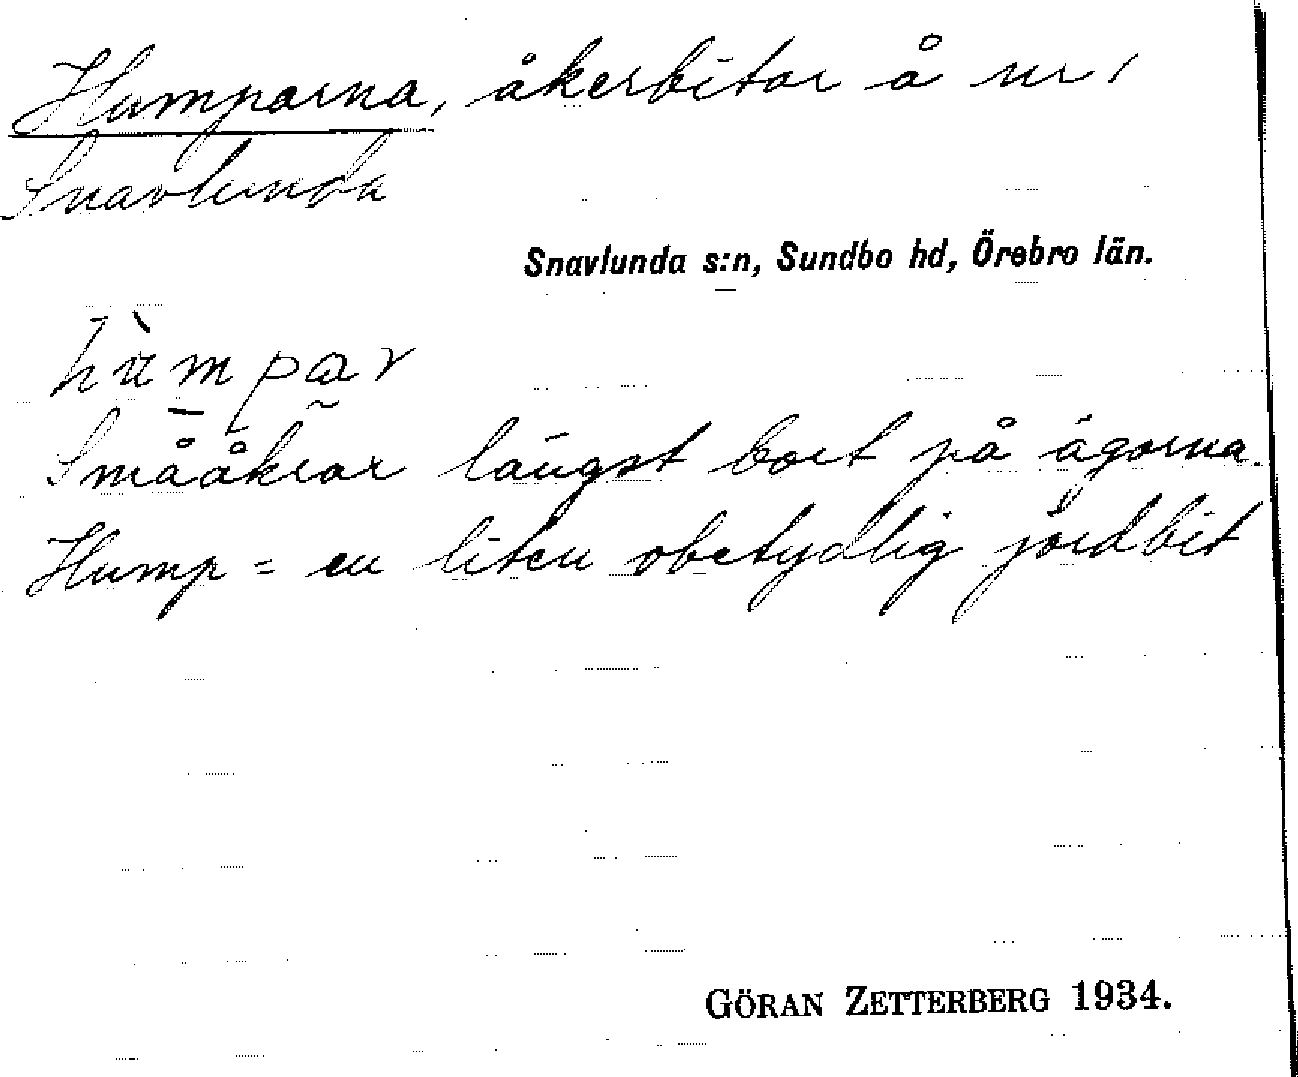 Humparna, åkerbitar å nr 1
Snavlunda
Snavlunda s:n, Sundbo hd, Örebro län.
hùmpar
Smååkrar längst bort på ägorna.
Hump = en liten obetydlig jordbit
GÖRAN ZETTERBERG 1934.